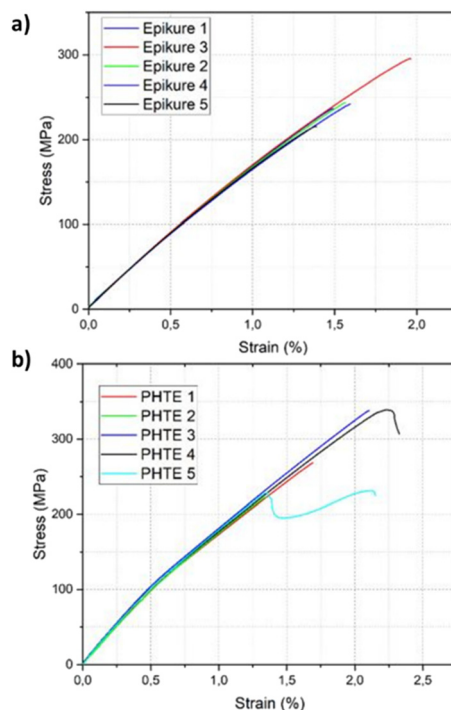 a)
Epikure 1
Epikure 3
Epikure 2
Epikure 4
Epikure 5
300
200
100
0
Stress (MPa)
0,0 0,5 1,0 1,5 2,0
Strain (%)
b)
PHTE 1
PHTE 2
PHTE 3
PHTE 4
PHTE 5
400
300
200
100
0
Stress (MPa)
0,0 0,5 1,0 1,5 2,0 2,5
Strain (%)